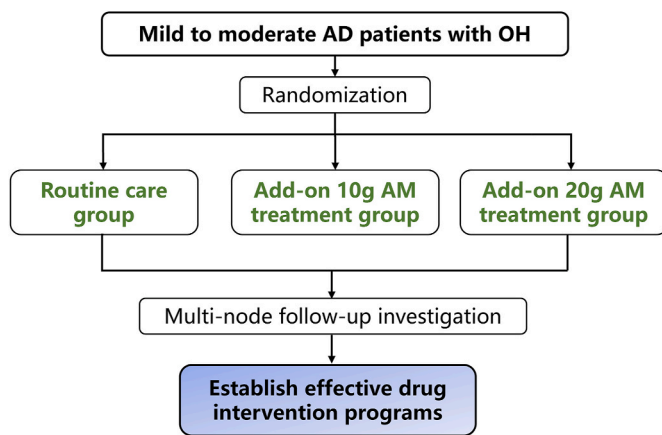 Mild to moderate AD patients with OH
Randomization
Routine care
group
Add-on 10g AM
treatment group
Add-on 20g AM
treatment group
Multi-node follow-up investigation
Establish effective drug
intervention programs